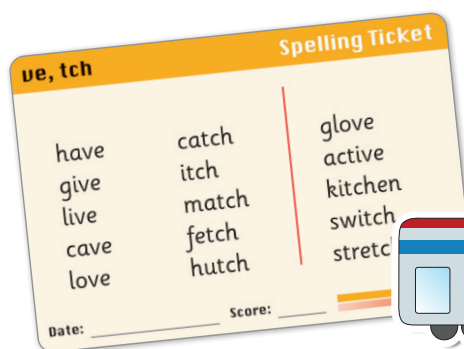 ve, tch
Spelling Ticket
have
give
live
cave
love
catch
itch
match
fetch
hutch
glove
active
kitchen
switch
Date:
Score: